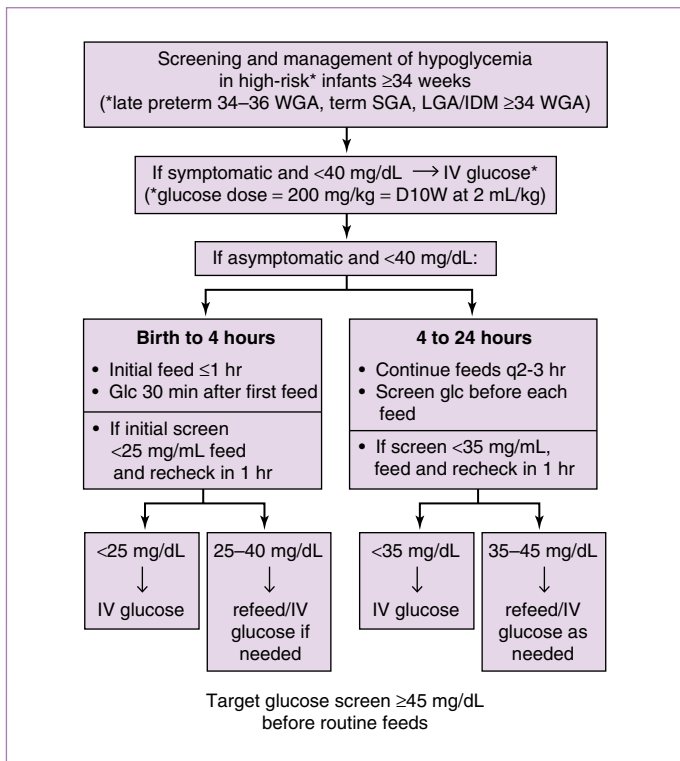 Screening and management of hypoglycemia
in high-risk* infants ≥34 weeks
(*late preterm 34–36 WGA, term SGA, LGA/IDM ≥34 WGA)
If symptomatic and <40 mg/dL → IV glucose*
(*glucose dose = 200 mg/kg = D10W at 2 mL/kg)
If asymptomatic and <40 mg/dL:
Birth to 4 hours
• Initial feed ≤1 hr
• Glc 30 min after first feed
• If initial screen
<25 mg/mL feed
and recheck in 1 hr
4 to 24 hours
• Continue feeds q2-3 hr
• Screen glc before each
feed
• If screen <35 mg/mL,
feed and recheck in 1 hr
<25 mg/dL
↓
IV glucose
25–40 mg/dL
↓
refeed/IV
glucose if
needed
<35 mg/dL
↓
IV glucose
35–45 mg/dL
↓
refeed/IV
glucose as
needed
Target glucose screen ≥45 mg/dL
before routine feeds